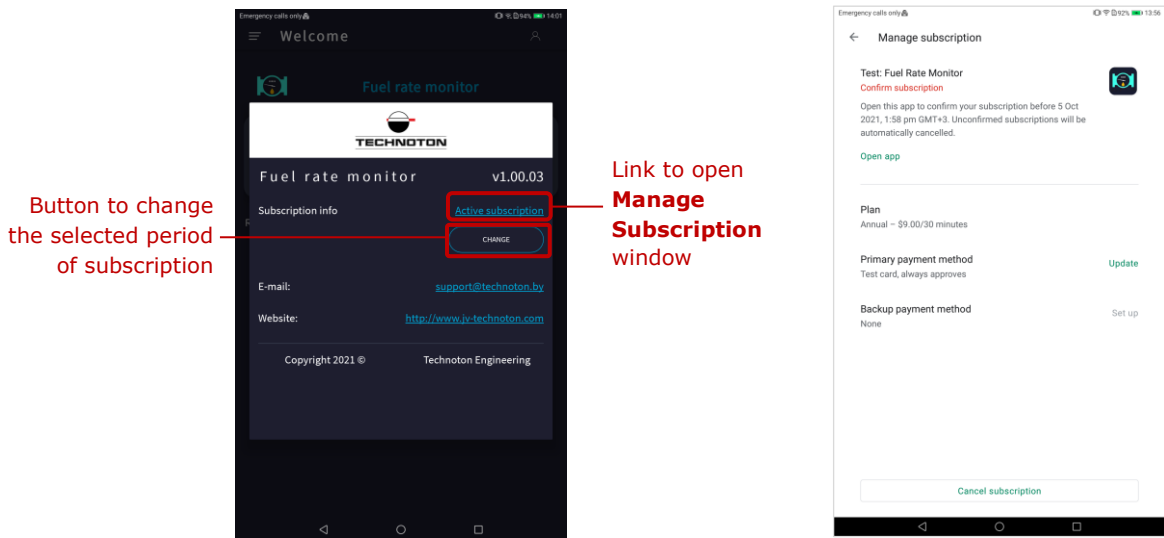 Emergency calls only
94% 14:01
Welcome
Fuel rate monitor
TECHNOTON
Fuel rate monitor v1.00.03
Subscription info Active subscription
R
CHANGE
E-mail: support@technoton.by
Website: http://www.jv-technoton.com
Copyright 2021 © Technoton Engineering
Button to change
the selected period
of subscription
Link to open
Manage
Subscription
window
Emergency calls only
92% 13:56
Manage subscription
Test: Fuel Rate Monitor
Confirm subscription
Open this app to confirm your subscription before 5 Oct
2021, 1:58 pm GMT+3. Unconfirmed subscriptions will be
automatically cancelled.
Open app
Plan
Annual – $9.00/30 minutes
Primary payment method Update
Test card, always approves
Backup payment method Set up
None
Cancel subscription